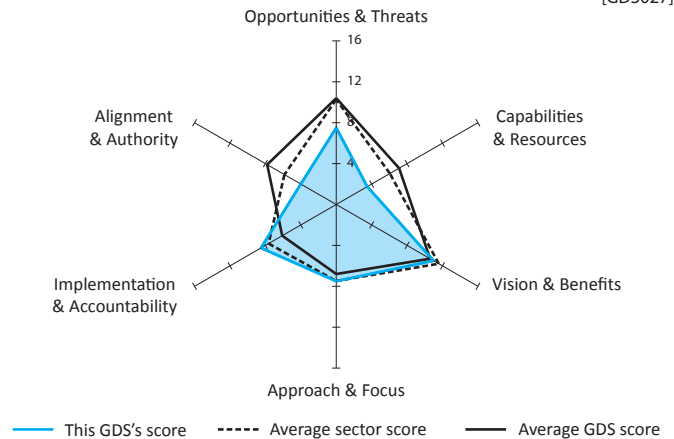 Opportunities & Threats
16
12
8
4
Alignment
& Authority
Capabilities
& Resources
Implementation
& Accountability
Vision & Benefits
Approach & Focus
This GDS's score
Average sector score
Average GDS score